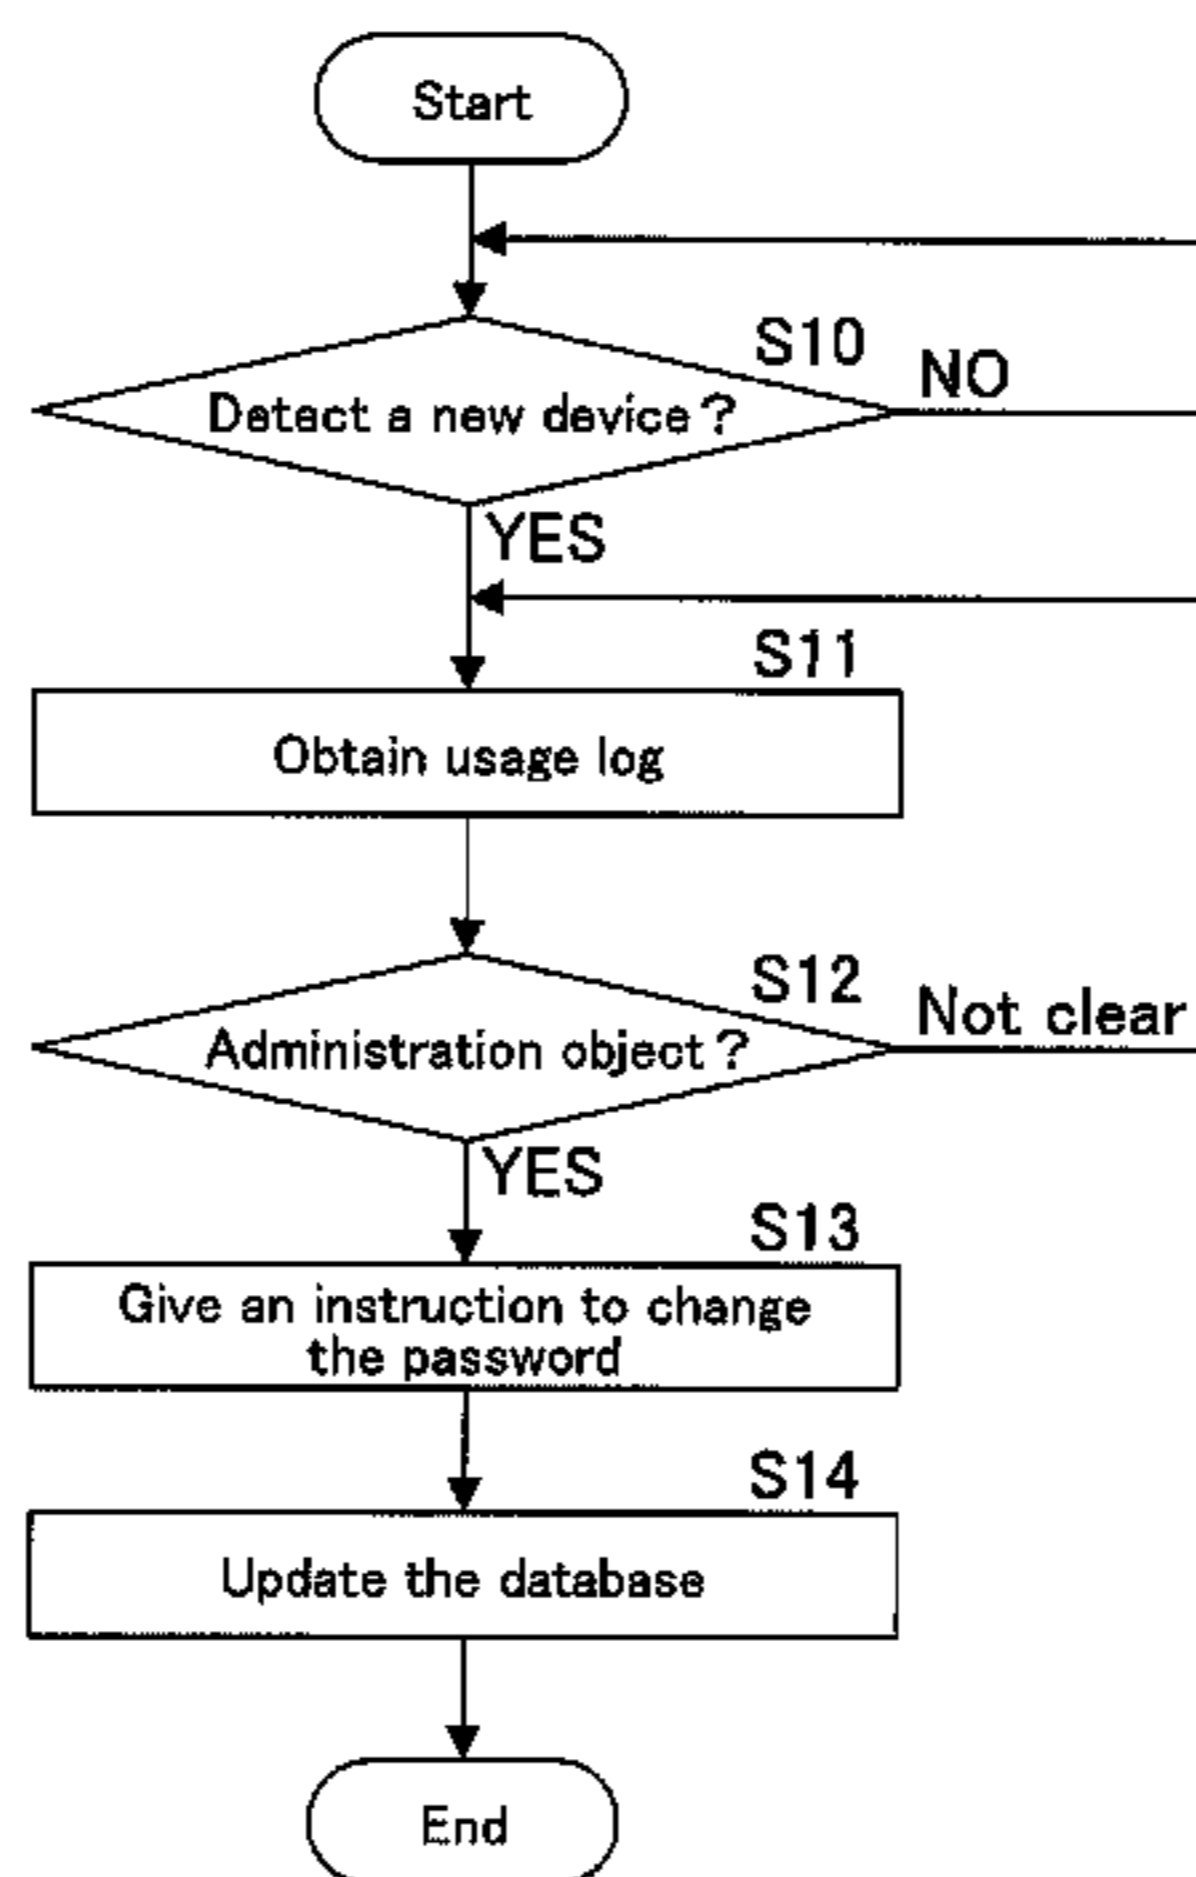 Start
S10
NO
Detect a new device?
YES
S11
Obtain usage log
S12
Not clear
Administration object?
YES
S13
Give an instruction to change
the password
S14
Update the database
End